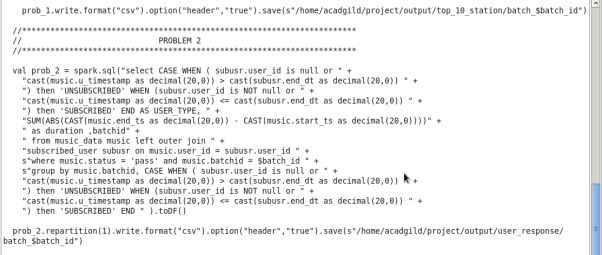 prob_1.write.format("csv").option("header","true").save(s"/home/acadgild/project/output/top_10_station/batch_$batch_id")
//**********************************************************************
// PROBLEM 2
//**********************************************************************
val prob_2 = spark.sql("select CASE WHEN ( subusr.user_id is null or " +
"cast(music.u_timestamp as decimal(20,0)) > cast(subusr.end_dt as decimal(20,0)) " +
") then 'UNSUBSCRIBED' WHEN (subusr.user_id is NOT null or " +
"cast(music.u_timestamp as decimal(20,0)) <= cast(subusr.end_dt as decimal(20,0)) " +
") then 'SUBSCRIBED' END AS USER_TYPE, " +
"SUM(ABS(CAST(music.end_ts as decimal(20,0)) - CAST(music.start_ts as decimal(20,0))))" +
" as duration ,batchid" +
" from music_data music left outer join " +
"subscribed_user subusr on music.user_id = subusr.user_id " +
s"where music.status = 'pass' and music.batchid = $batch_id " +
s"group by music.batchid, CASE WHEN ( subusr.user_id is null or " +
"cast(music.u_timestamp as decimal(20,0)) > cast(subusr.end_dt as decimal(20,0)) " +
") then 'UNSUBSCRIBED' WHEN (subusr.user_id is NOT null or " +
"cast(music.u_timestamp as decimal(20,0)) <= cast(subusr.end_dt as decimal(20,0)) " +
") then 'SUBSCRIBED' END " ).toDF()
prob_2.repartition(1).write.format("csv").option("header","true").save(s"/home/acadgild/project/output/user_response/
batch_$batch_id")